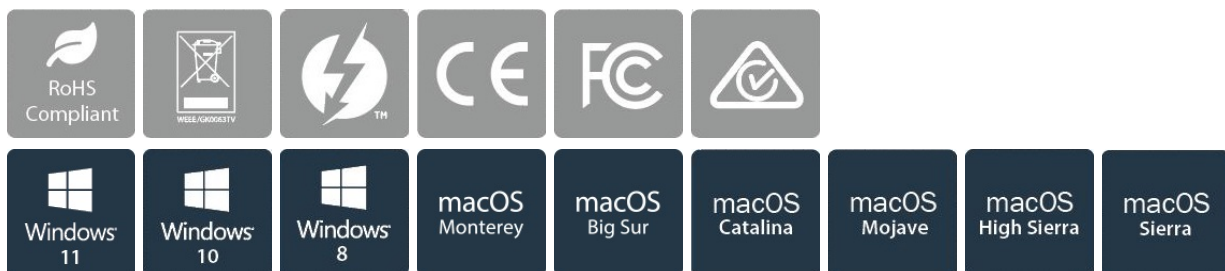 RoHS
Compliant
WEEE/GK0063TV
TM
CE
FC
Windows
11
Windows
10
Windows
8
macOS
Monterey
macOS
Big Sur
macOS
Catalina
macOS
Mojave
macOS
High Sierra
macOS
Sierra